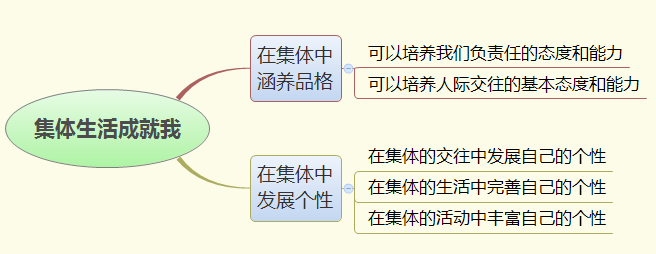 集体生活成就我
在集体中
涵养品格
可以培养我们负责任的态度和能力
可以培养人际交往的基本态度和能力
在集体中
发展个性
在集体的交往中发展自己的个性
在集体的生活中完善自己的个性
在集体的活动中丰富自己的个性